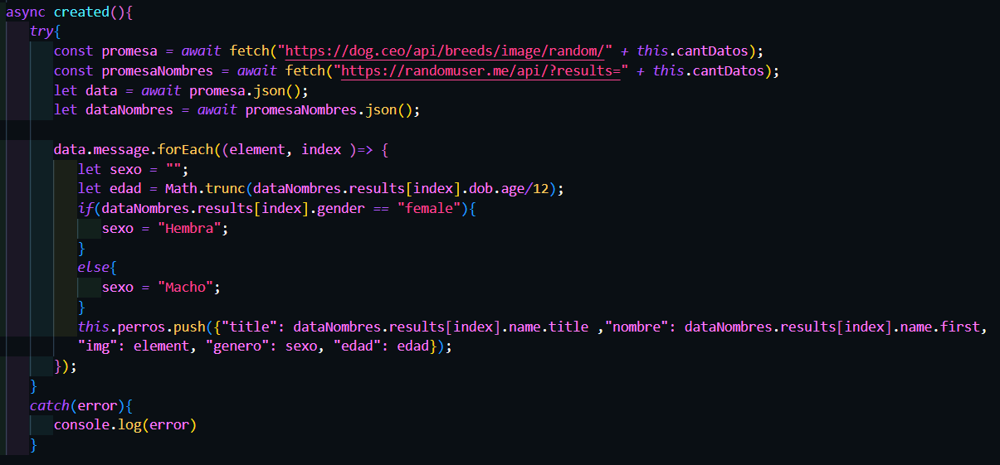 async created(){
try{
const promesa = await fetch("https://dog.ceo/api/breeds/image/random/" + this.cantDatos);
const promesaNombres = await fetch("https://randomuser.me/api/?results=" + this.cantDatos);
let data = await promesa.json();
let dataNombres = await promesaNombres.json();
data.message.forEach((element, index )=> {
let sexo = "";
let edad = Math.trunc(dataNombres.results[index].dob.age/12);
if(dataNombres.results[index].gender == "female"){
sexo = "Hembra";
}
else{
sexo = "Macho";
}
this.perros.push({"title": dataNombres.results[index].name.title ,"nombre": dataNombres.results[index].name.first,
"img": element, "genero": sexo, "edad": edad});
});
}
catch(error){
console.log(error)
}